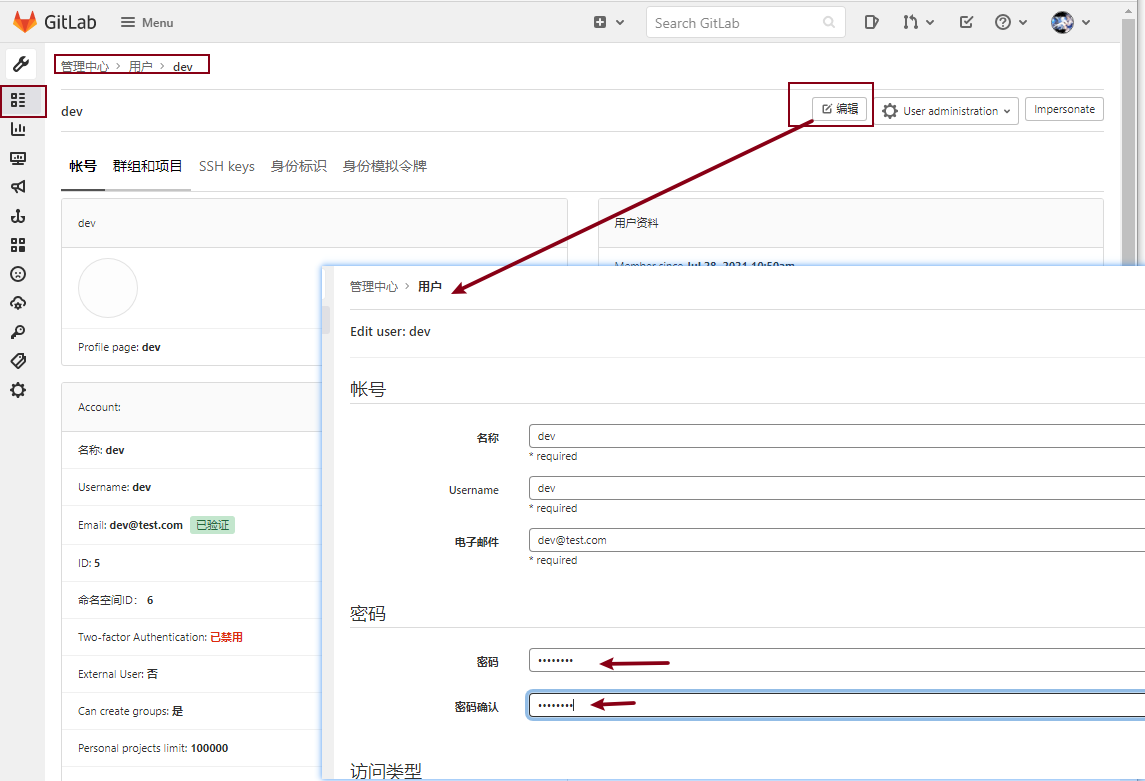 GitLab Menu Search GitLab
管理中心 > 用户 > dev
dev 编辑 User administration Impersonate
帐号 群组和项目 SSH keys 身份标识 身份模拟令牌
dev
用户资料
Member since Jul 28, 2021 10:50am
Profile page: dev
Account:
名称: dev
Username: dev
Email: dev@test.com 已验证
ID: 5
命名空间ID： 6
Two-factor Authentication: 已禁用
External User: 否
Can create groups: 是
Personal projects limit: 100000
管理中心 > 用户
Edit user: dev
帐号
名称 dev
* required
Username dev
* required
电子邮件 dev@test.com
* required
密码
密码 ••••••••
密码确认 ••••••••
访问类型